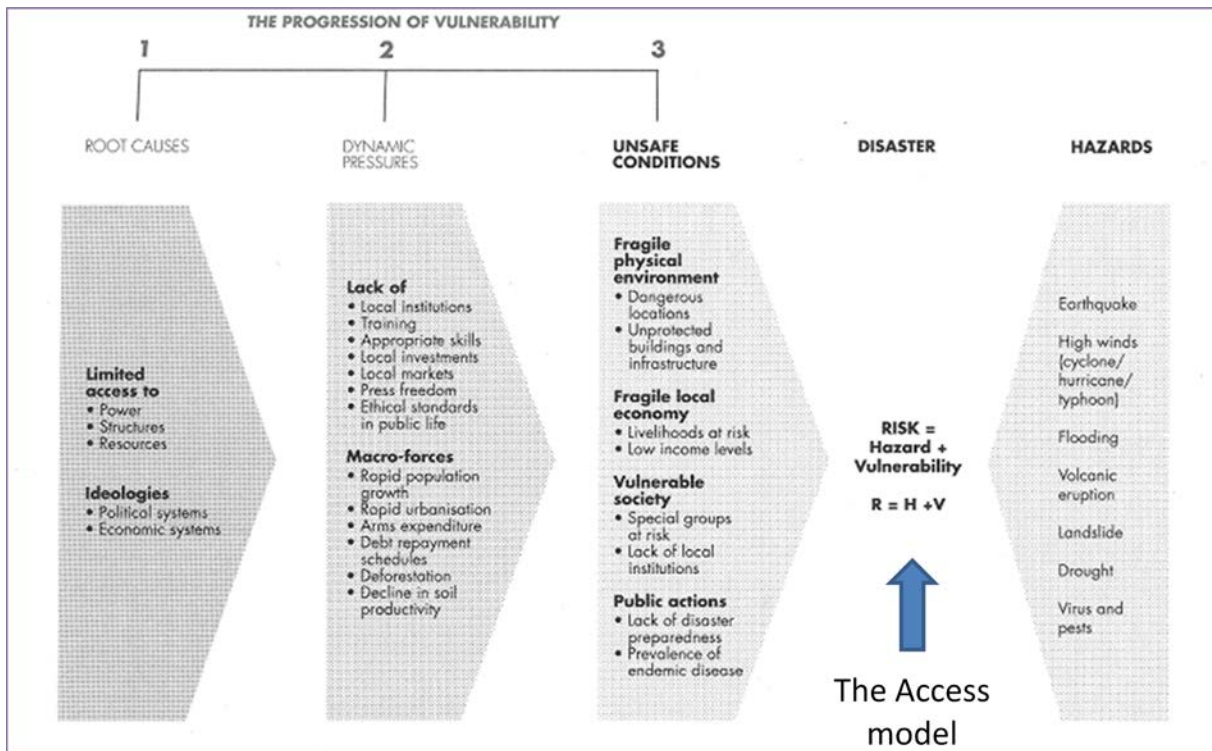 THE PROGRESSION OF VULNERABILITY
1
2
3
ROOT CAUSES
DYNAMIC
PRESSURES
UNSAFE
CONDITIONS
DISASTER
HAZARDS
Limited
access to
• Power
• Structures
• Resources
Ideologies
• Political systems
• Economic systems
Lack of
• Local institutions
• Training
• Appropriate skills
• Local investments
• Local markets
• Press freedom
• Ethical standards
in public life
Macro-forces
• Rapid population
growth
• Rapid urbanisation
• Arms expenditure
• Debt repayment
schedules
• Deforestation
• Decline in soil
productivity
Fragile
physical
environment
• Dangerous
locations
• Unprotected
buildings and
infrastructure
Fragile local
economy
• Livelihoods at risk
• Low income levels
Vulnerable
society
• Special groups
at risk
• Lack of local
institutions
Public actions
• Lack of disaster
preparedness
• Prevalence of
endemic disease
RISK =
Hazard +
Vulnerability
R = H +V
The Access
model
Earthquake
High winds
(cyclone/
hurricane/
typhoon)
Flooding
Volcanic
eruption
Landslide
Drought
Virus and
pests